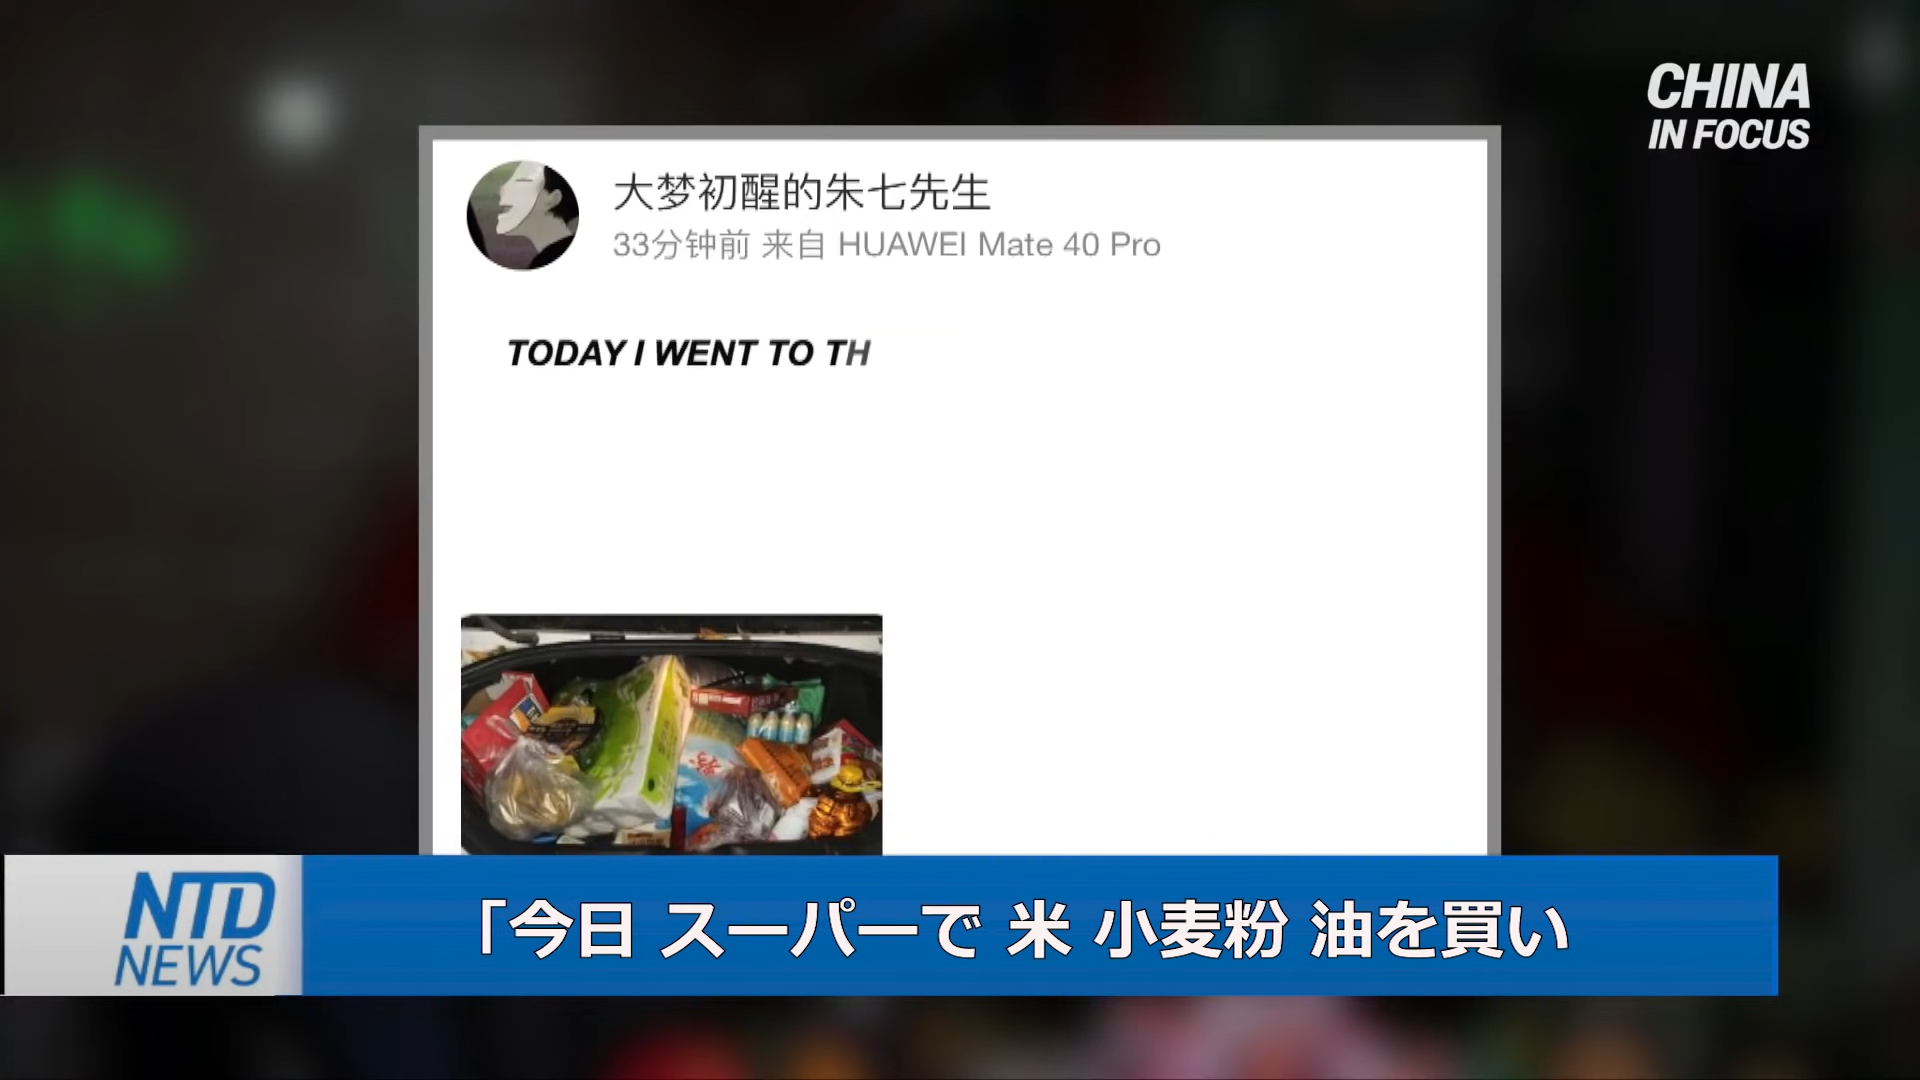 CHINA
IN FOCUS
大梦初醒的朱七先生
33分钟前 来自 HUAWEI Mate 40 Pro
TODAY I WENT TO TH
NTD
NEWS
「今日 スーパーで 米 小麦粉 油を買い